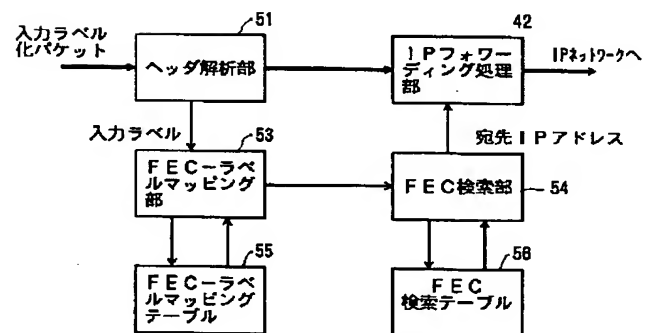 入力ラベル
化パケット
51
ヘッダ解析部
42
IPフォワー
ディング処理
部
IPネットワークへ
入力ラベル
53
FEC－ラベ
ルマッピング
部
宛先IPアドレス
FEC検索部
54
55
FEC－ラベ
ルマッピング
テーブル
56
FEC
検索テーブル